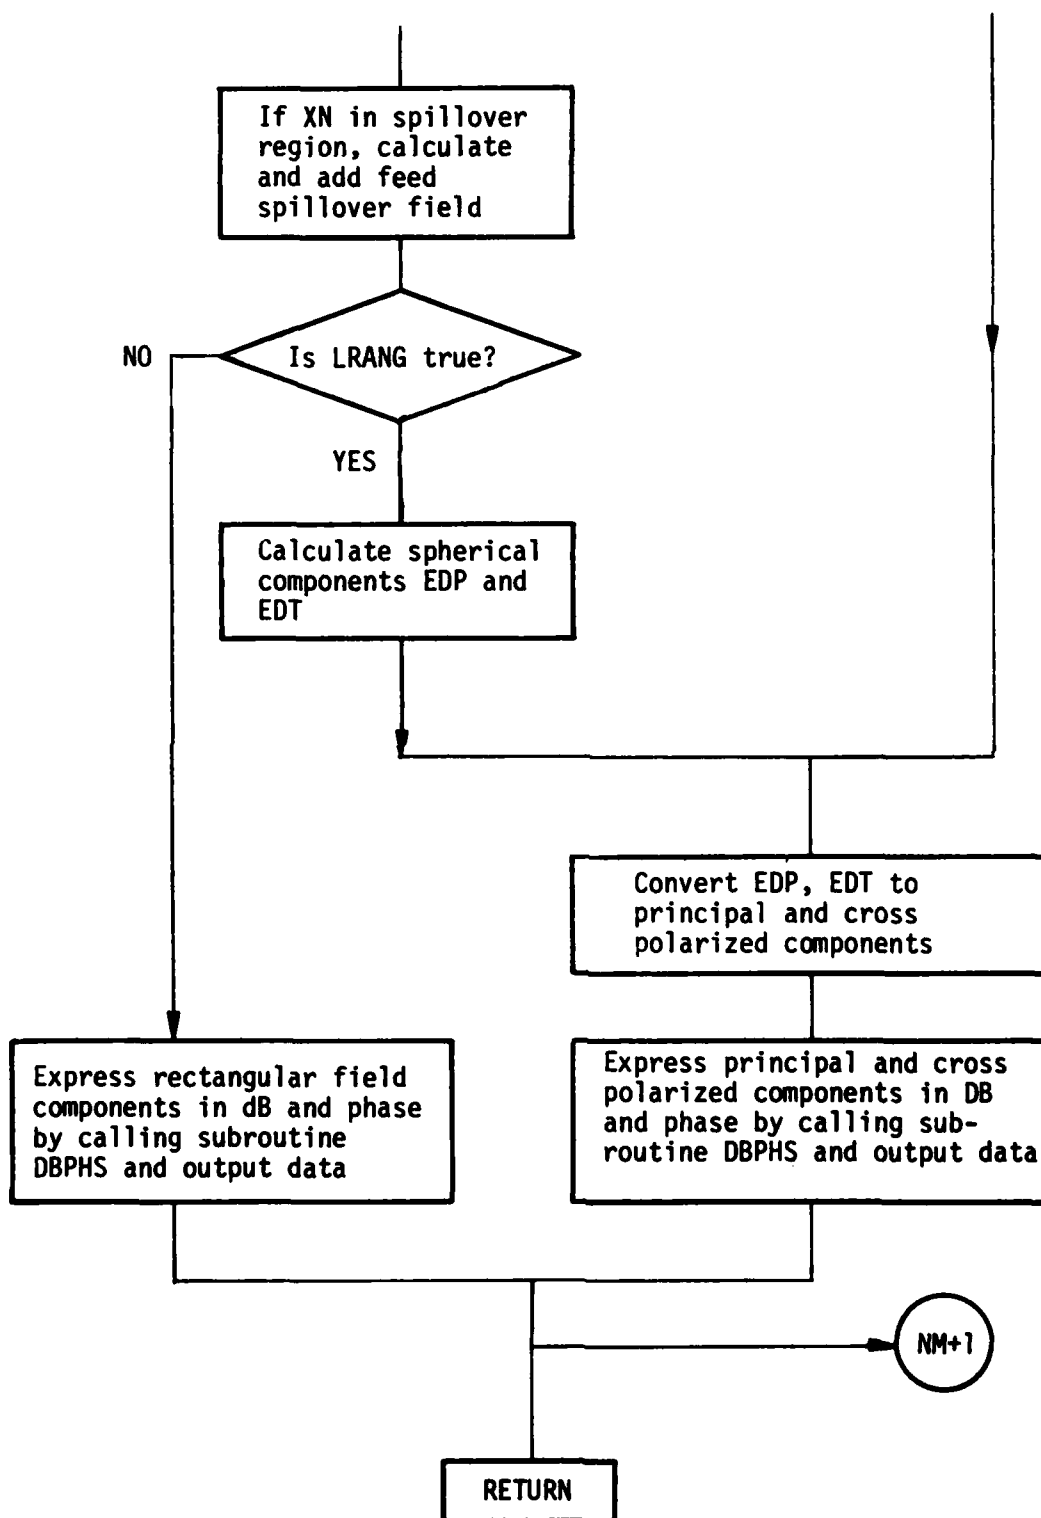 If XN in spillover
region, calculate
and add feed
spillover field
NO
Is LRANG true?
YES
Calculate spherical
components EDP and
EDT
Convert EDP, EDT to
principal and cross
polarized components
Express rectangular field
components in dB and phase
by calling subroutine
DBPHS and output data
Express principal and cross
polarized components in DB
and phase by calling sub-
routine DBPHS and output data
NM+1
RETURN